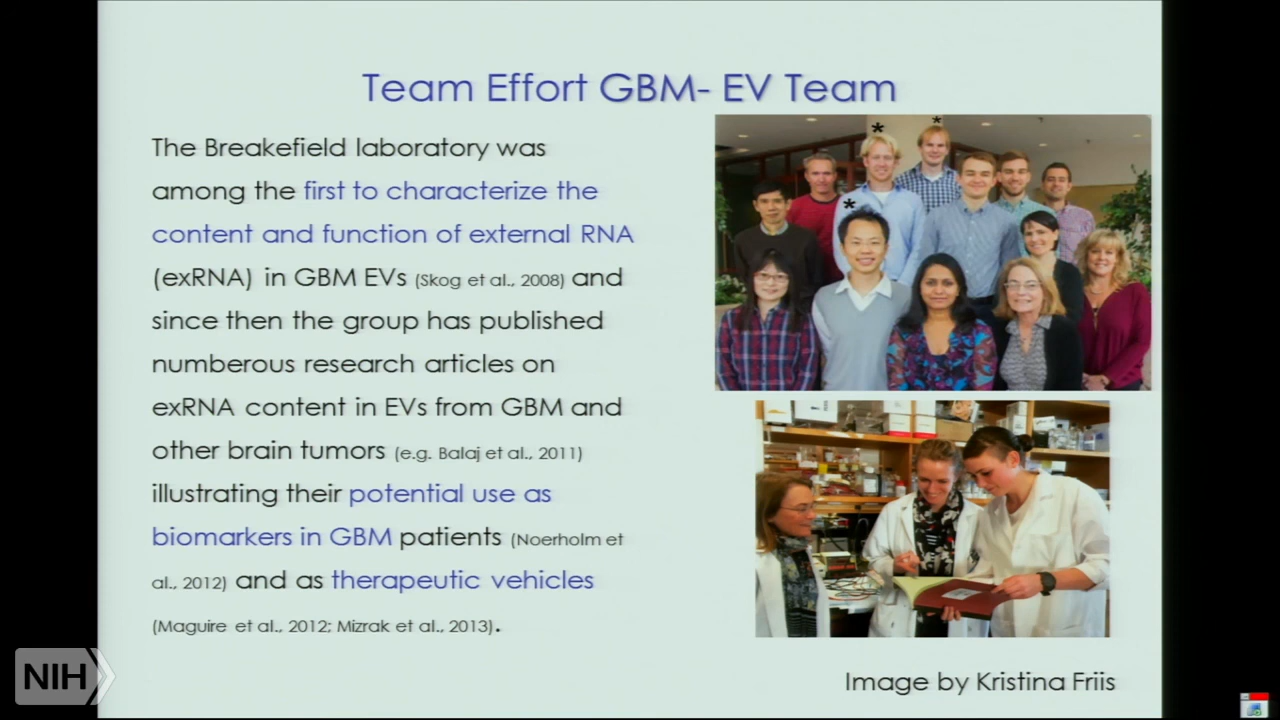 Team Effort GBM- EV Team
The Breakefield laboratory was
among the first to characterize the
content and function of external RNA
(exRNA) in GBM EVs (Skog et al., 2008) and
since then the group has published
numberous research articles on
exRNA content in EVs from GBM and
other brain tumors (e.g. Balaj et al., 2011)
illustrating their potential use as
biomarkers in GBM patients (Noerholm et
al., 2012) and as therapeutic vehicles
(Maguire et al., 2012; Mizrak et al., 2013).
* * *
Image by Kristina Friis
NIH